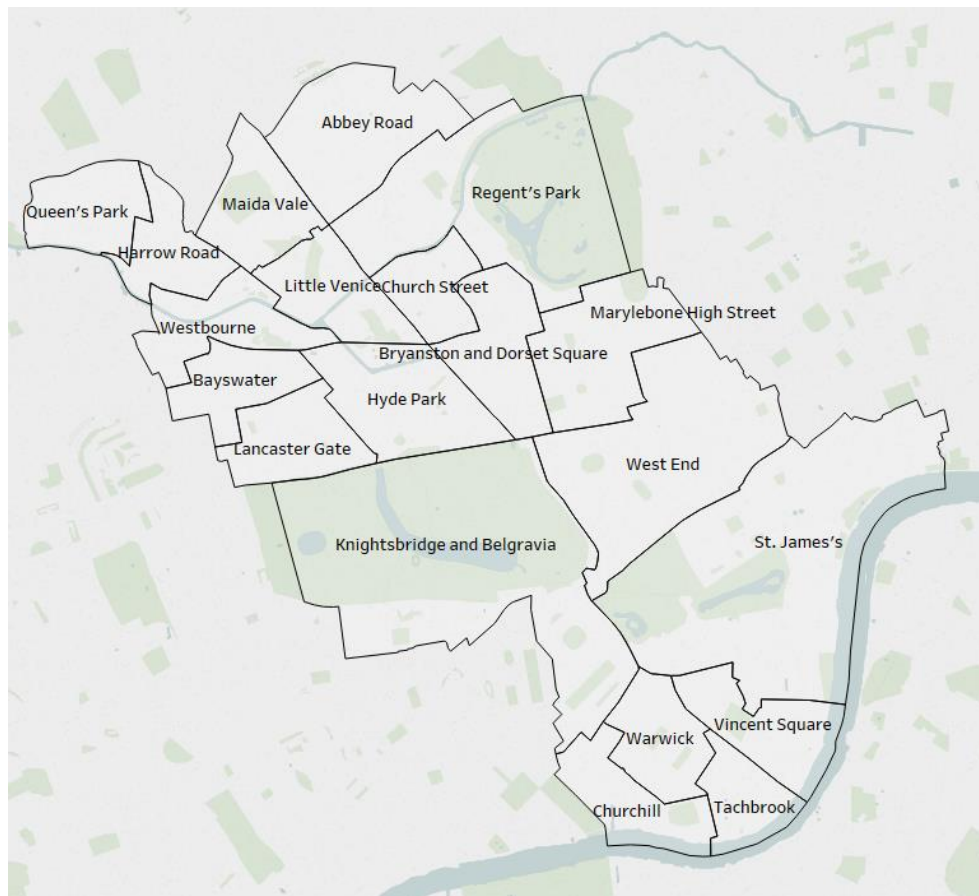 Abbey Road
Regent's Park
Maida Vale
Queen's Park
Harrow Road
Little Venice
Church Street
Marylebone High Street
Westbourne
Bryanston and Dorset Square
Bayswater
Hyde Park
Lancaster Gate
West End
St. James's
Knightsbridge and Belgravia
Vincent Square
Warwick
Tachbrook
Churchill